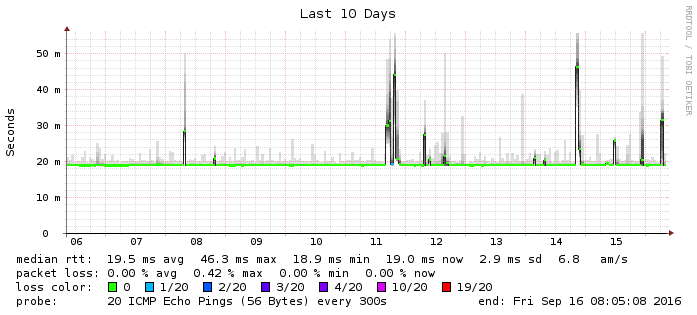 Last 10 Days
RRDTOOL / TOBI OETIKER
Seconds
50 m
40 m
30 m
20 m
10 m
0
06 07 08 09 10 11 12 13 14 15
median rtt: 19.5 ms avg 46.3 ms max 18.9 ms min 19.0 ms now 2.9 ms sd 6.8 am/s
packet loss: 0.00 % avg 0.42 % max 0.00 % min 0.00 % now
loss color: 0 1/20 2/20 3/20 4/20 10/20 19/20
probe: 20 ICMP Echo Pings (56 Bytes) every 300s end: Fri Sep 16 08:05:08 2016